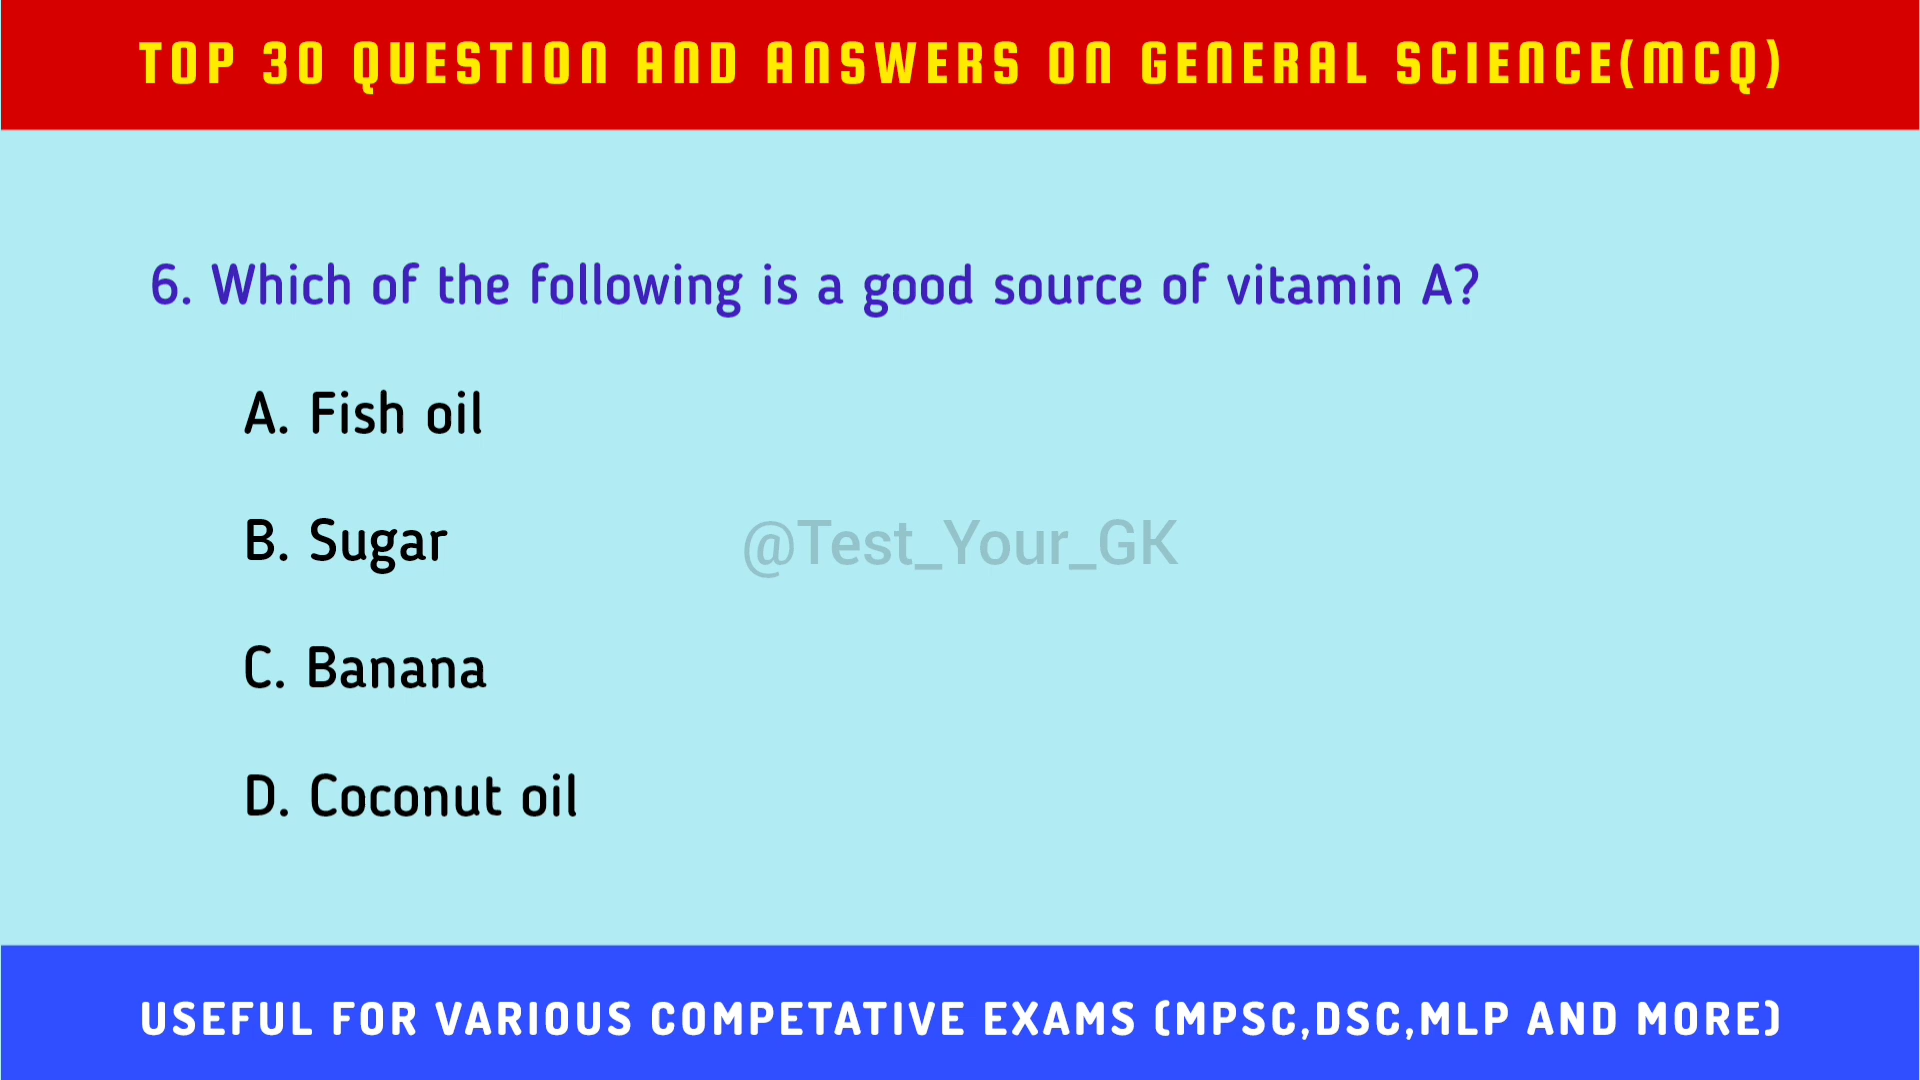 TOP 30 QUESTION AND ANSWERS ON GENERAL SCIENCE(MCQ)
6. Which of the following is a good source of vitamin A?
A. Fish oil
B. Sugar
@Test_Your_GK
C. Banana
D. Coconut oil
USEFUL FOR VARIOUS COMPETATIVE EXAMS (MPSC,DSC,MLP AND MORE)